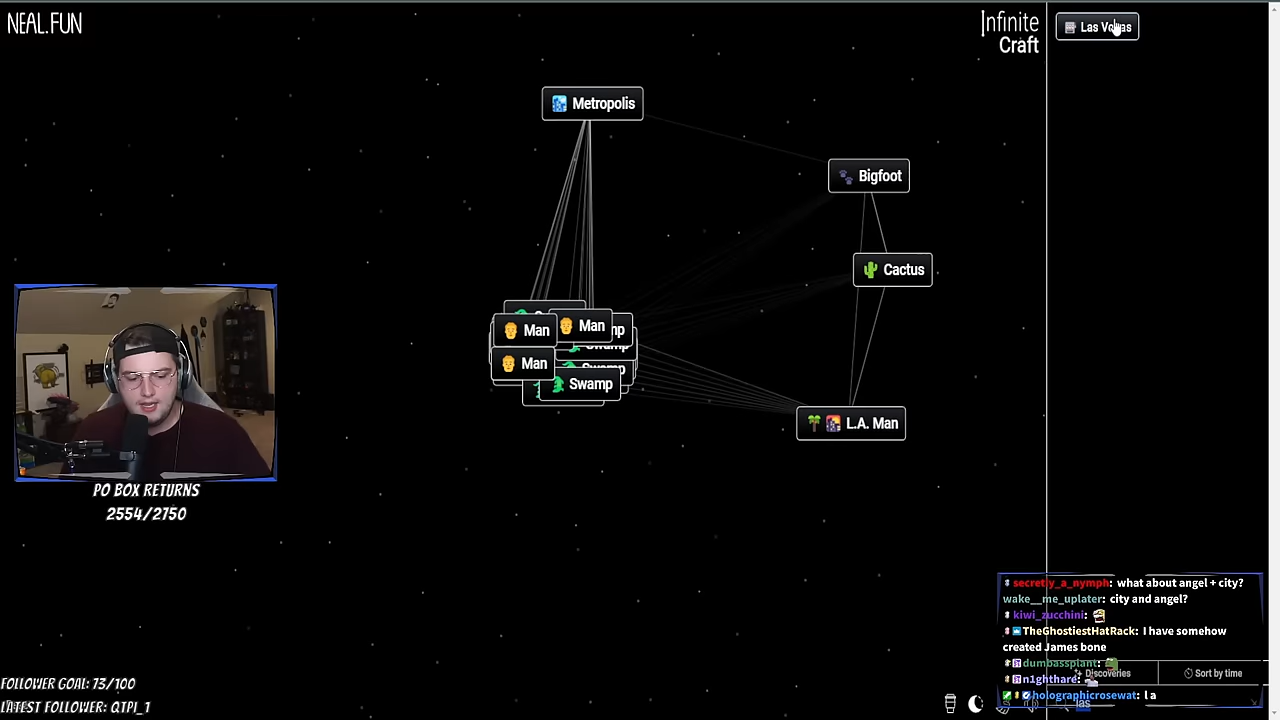 NEAL.FUN
Infinite
Craft
Las Vegas
Metropolis
Bigfoot
Cactus
Man
Man
Man
Swamp
L.A. Man
PO BOX RETURNS
2554/2750
secretly_a_nymph: what about angel + city?
wake__me_uplater: city and angel?
kiwi_zucchini:
TheGhostiestHatRack: I have somehow
created James bone
dumbassplant:
Discoveries
Sort by time
n1ghthare:
holographicrosewat: l a
las
FOLLOWER GOAL: 73/100
LATEST FOLLOWER: QTPI_1